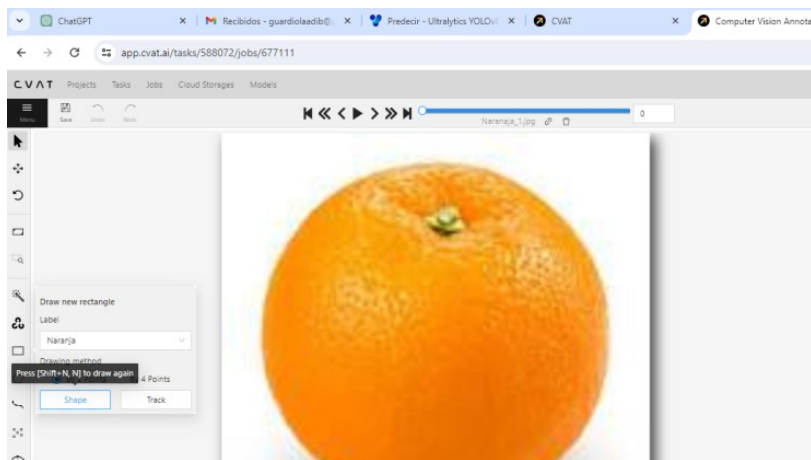 ChatGPT
Recibidos - guardiolaadib@
Predecir - Ultralytics YOLOv
CVAT
Computer Vision Annota
app.cvat.ai/tasks/588072/jobs/677111
CVAT Projects Tasks Jobs Cloud Storages Models
Menu Save Undo Redo
Naranaja_1.jpg
0
Draw new rectangle
Label
Naranja
Drawing method
Press [Shift+N, N] to draw again
4 Points
Shape Track